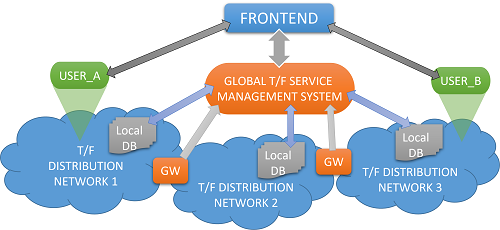 FRONTEND
USER_A
GLOBAL T/F SERVICE
MANAGEMENT SYSTEM
USER_B
T/F
DISTRIBUTION
NETWORK 1
Local
DB
GW
Local
DB
T/F DISTRIBUTION
NETWORK 2
GW
Local
DB
T/F DISTRIBUTION
NETWORK 3